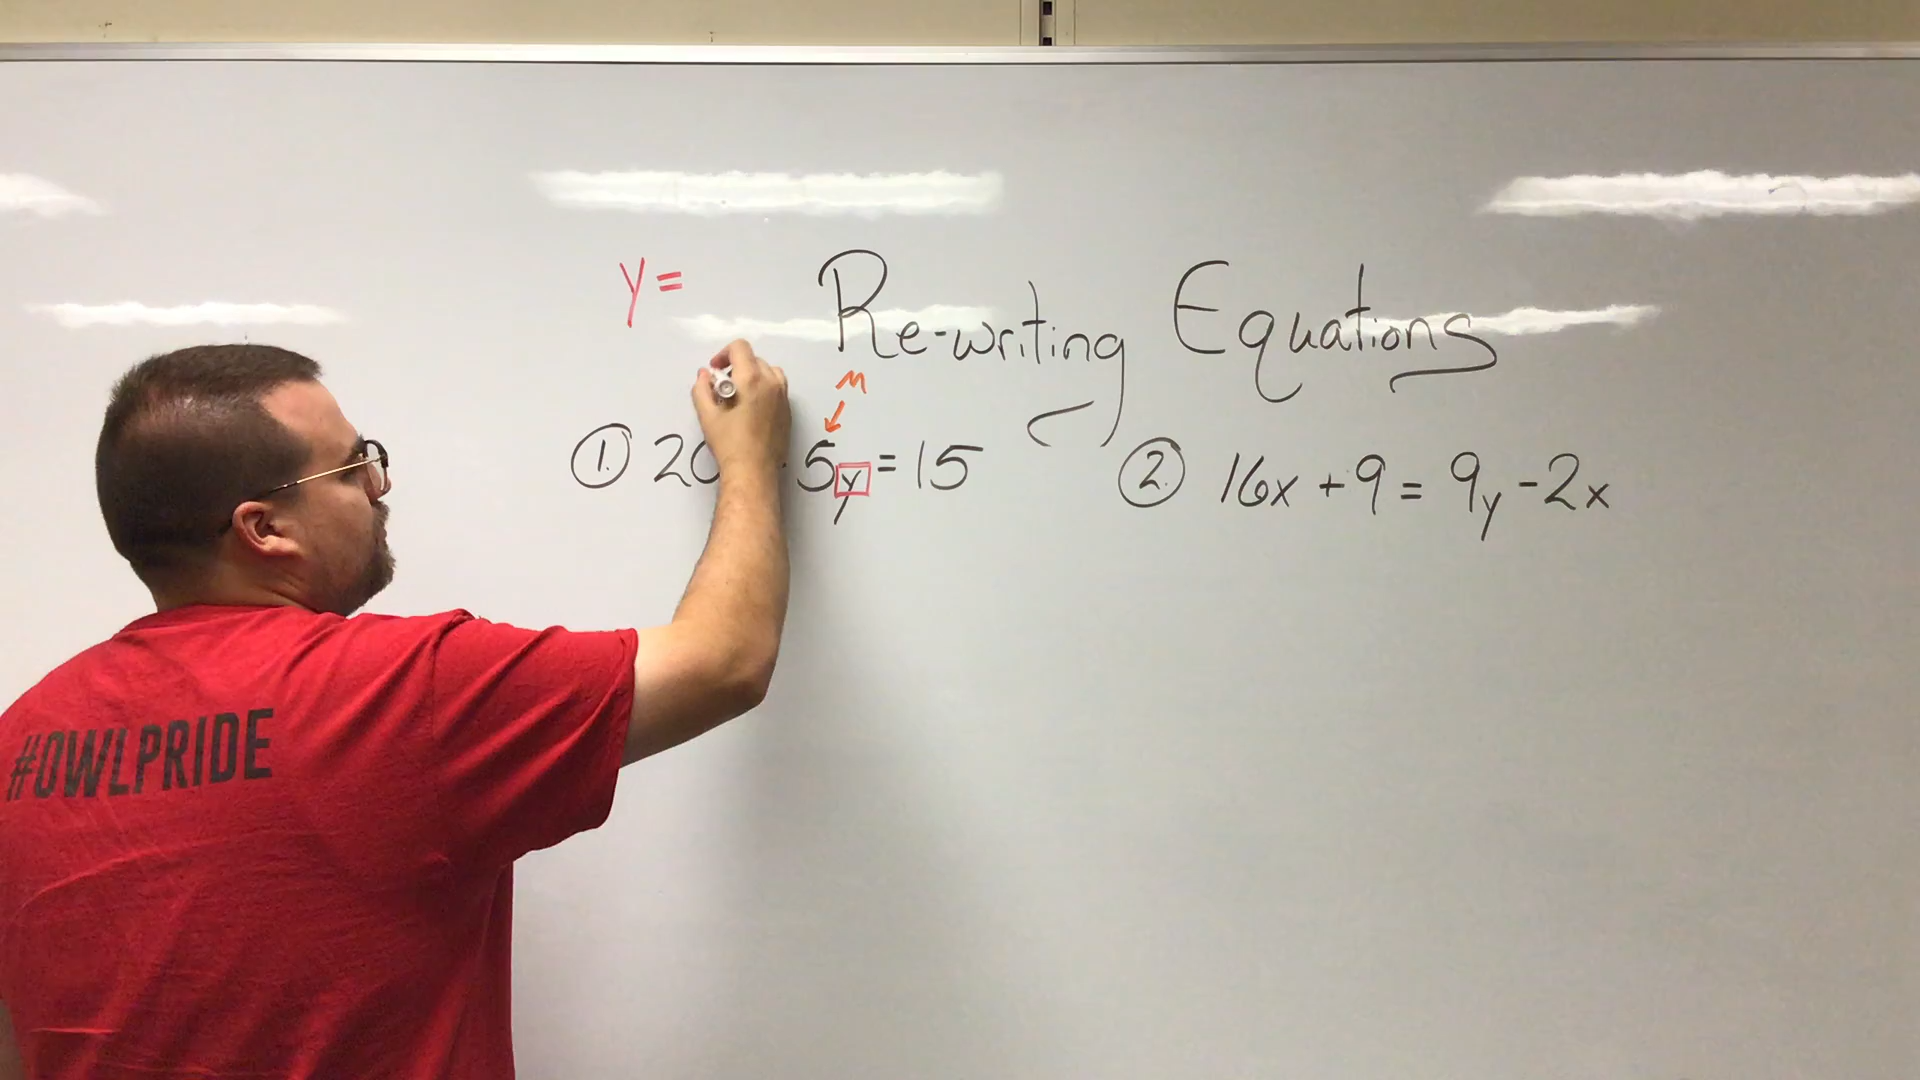 y =
Re-writing Equations
M
1. 20 5y = 15
2. 16x + 9 = 9y - 2x
#OWLPRIDE